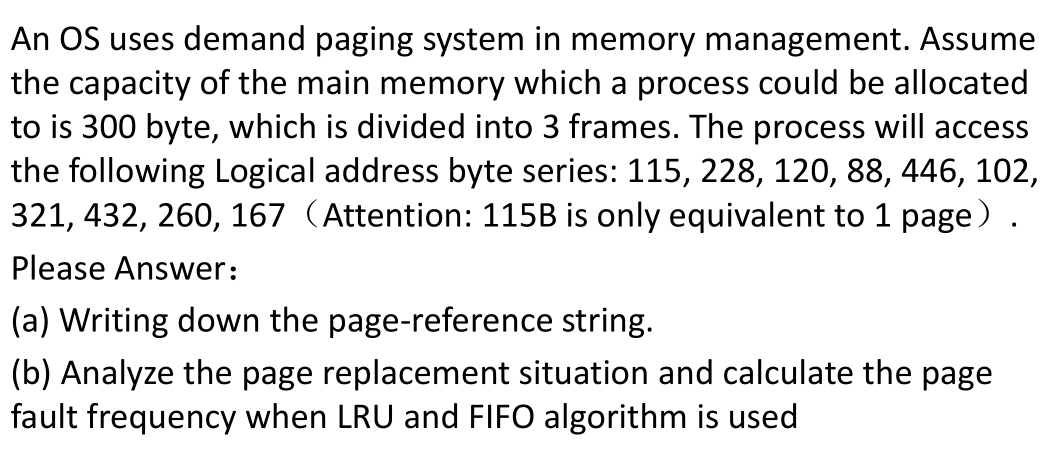 An OS uses demand paging system in memory management. Assume
the capacity of the main memory which a process could be allocated
to is 300 byte, which is divided into 3 frames. The process will access
the following Logical address byte series: 115, 228, 120, 88, 446, 102,
321, 432, 260, 167（Attention: 115B is only equivalent to 1 page）.
Please Answer：
(a) Writing down the page-reference string.
(b) Analyze the page replacement situation and calculate the page
fault frequency when LRU and FIFO algorithm is used